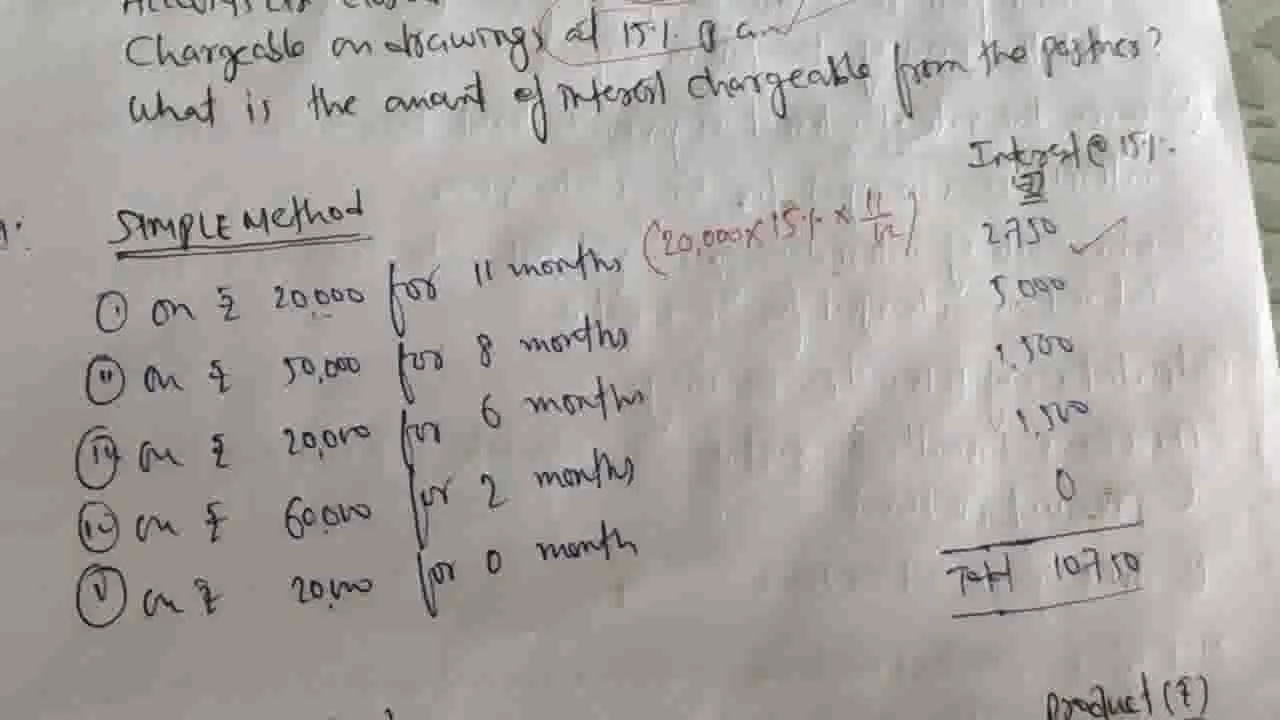 Chargeable on drawings at 15%
What is the amount of interest chargeable from the partner?
Interest @ 15%.
SIMPLE Method
(i) on ₹ 20,000 for 11 months (20,000 × 15% × 11/12) 2750
(ii) on ₹ 50,000 for 8 months 5,000
(iii) on ₹ 20,000 for 6 months 1,500
(iv) on ₹ 60,000 for 2 months 1,500
(v) on ₹ 20,000 for 0 month 0
Total 10750
Product (₹)